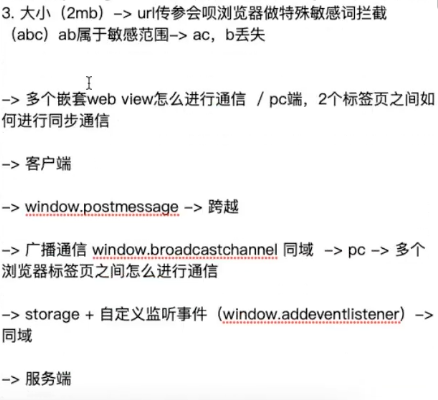 3. 大小（2mb）—> url传参会呗浏览器做特殊敏感词拦截
（abc）ab属于敏感范围—> ac，b丢失
—> 多个嵌套web view怎么进行通信  / pc端，2个标签页之间如
何进行同步通信
—> 客户端
—> window.postmessage —> 跨越
—> 广播通信 window.broadcastchannel 同域  —> pc —> 多个
浏览器标签页之间怎么进行通信
—> storage + 自定义监听事件（window.addeventlistener）—>
同域
—> 服务端